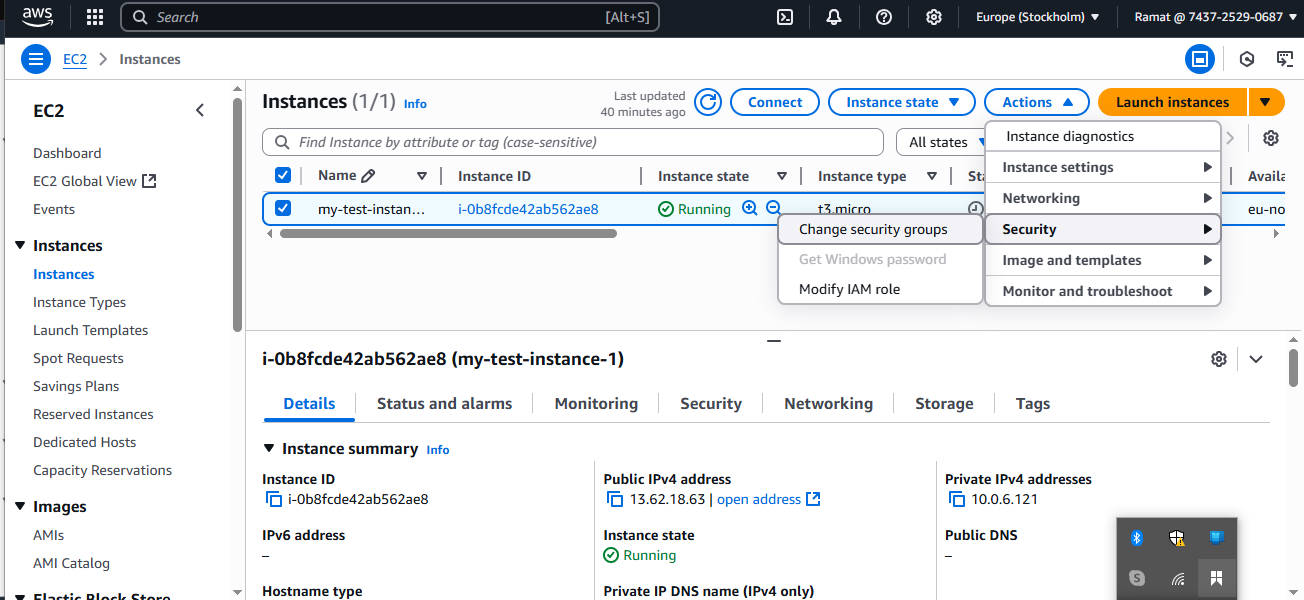 aws
Search
[Alt+S]
Europe (Stockholm)
Ramat @ 7437-2529-0687
EC2
Instances
EC2
Dashboard
EC2 Global View
Events
Instances
Instances
Instance Types
Launch Templates
Spot Requests
Savings Plans
Reserved Instances
Dedicated Hosts
Capacity Reservations
Images
AMIs
AMI Catalog
Elastic Block Store
Instances (1/1) Info
Last updated
40 minutes ago
Connect
Instance state
Actions
Launch instances
Find Instance by attribute or tag (case-sensitive)
All states
Name
Instance ID
Instance state
Instance type
Sta
Availa
my-test-instan...
i-0b8fcde42ab562ae8
Running
t3.micro
eu-no
Instance diagnostics
Instance settings
Networking
Security
Image and templates
Monitor and troubleshoot
Change security groups
Get Windows password
Modify IAM role
i-0b8fcde42ab562ae8 (my-test-instance-1)
Details
Status and alarms
Monitoring
Security
Networking
Storage
Tags
Instance summary Info
Instance ID
i-0b8fcde42ab562ae8
Public IPv4 address
13.62.18.63 | open address
Private IPv4 addresses
10.0.6.121
IPv6 address
–
Instance state
Running
Public DNS
–
Hostname type
Private IP DNS name (IPv4 only)